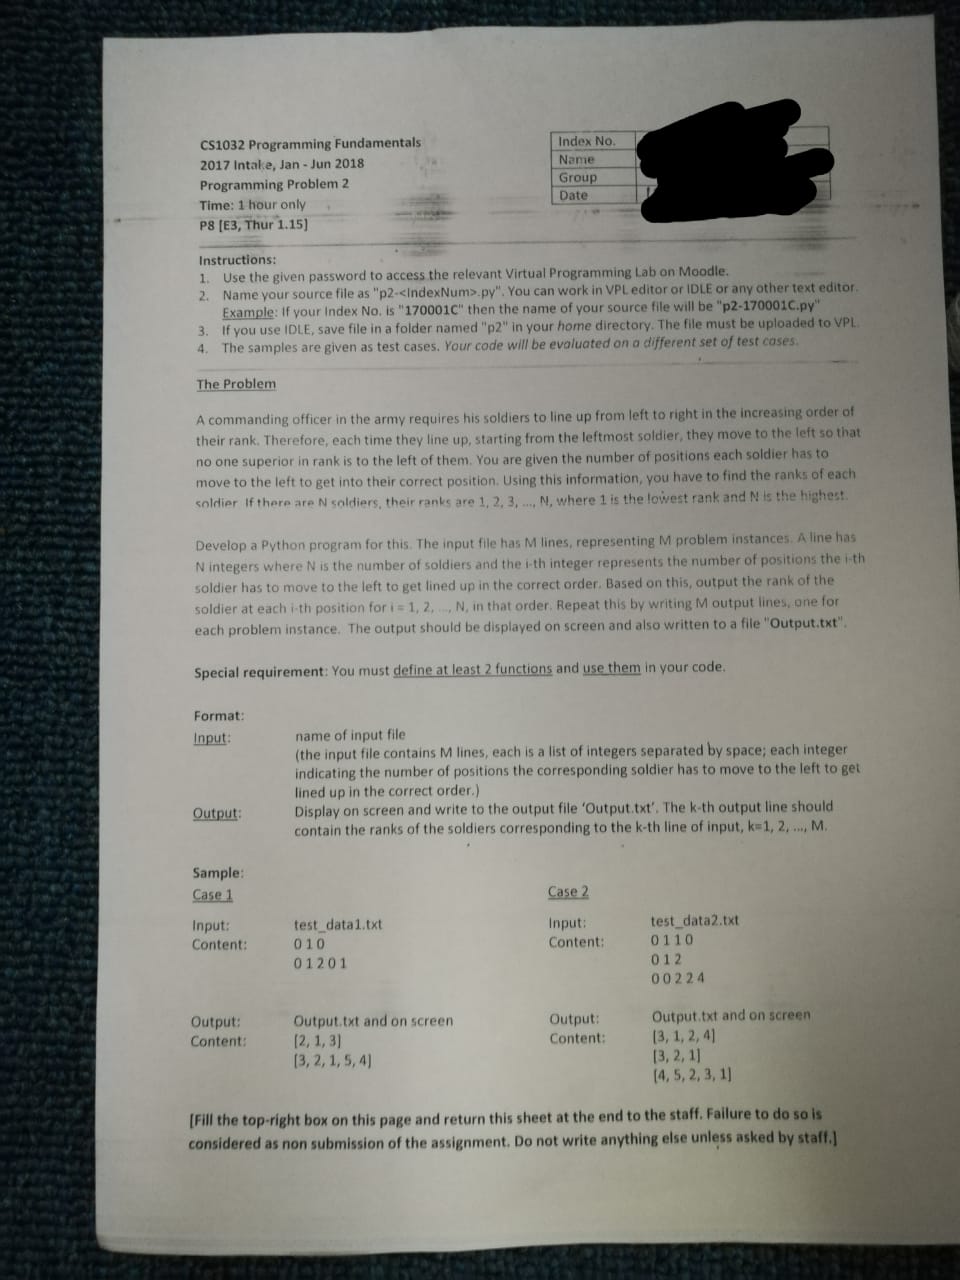 CS1032 Programming Fundamentals
2017 Intake, Jan - Jun 2018
Programming Problem 2
Time: 1 hour only
P8 [E3, Thur 1.15]
Index No.
Name
Group
Date
Instructions:
1. Use the given password to access the relevant Virtual Programming Lab on Moodle.
2. Name your source file as "p2-<IndexNum>.py". You can work in VPL editor or IDLE or any other text editor.
Example: If your Index No. is "170001C" then the name of your source file will be "p2-170001C.py"
3. If you use IDLE, save file in a folder named "p2" in your home directory. The file must be uploaded to VPL.
4. The samples are given as test cases. Your code will be evaluated on a different set of test cases.
The Problem
A commanding officer in the army requires his soldiers to line up from left to right in the increasing order of
their rank. Therefore, each time they line up, starting from the leftmost soldier, they move to the left so that
no one superior in rank is to the left of them. You are given the number of positions each soldier has to
move to the left to get into their correct position. Using this information, you have to find the ranks of each
soldier. If there are N soldiers, their ranks are 1, 2, 3, ..., N, where 1 is the lowest rank and N is the highest.
Develop a Python program for this. The input file has M lines, representing M problem instances. A line has
N integers where N is the number of soldiers and the i-th integer represents the number of positions the i-th
soldier has to move to the left to get lined up in the correct order. Based on this, output the rank of the
soldier at each i-th position for i = 1, 2, ..., N, in that order. Repeat this by writing M output lines, one for
each problem instance. The output should be displayed on screen and also written to a file "Output.txt".
Special requirement: You must define at least 2 functions and use them in your code.
Format:
Input: name of input file
(the input file contains M lines, each is a list of integers separated by space; each integer
indicating the number of positions the corresponding soldier has to move to the left to get
lined up in the correct order.)
Output: Display on screen and write to the output file 'Output.txt'. The k-th output line should
contain the ranks of the soldiers corresponding to the k-th line of input, k=1, 2, ..., M.
Sample:
Case 1
Input: test_data1.txt
Content: 0 1 0
0 1 2 0 1
Output: Output.txt and on screen
Content: [2, 1, 3]
[3, 2, 1, 5, 4]
Case 2
Input: test_data2.txt
Content: 0 1 1 0
0 1 2
0 0 2 2 4
Output: Output.txt and on screen
Content: [3, 1, 2, 4]
[3, 2, 1]
[4, 5, 2, 3, 1]
[Fill the top-right box on this page and return this sheet at the end to the staff. Failure to do so is
considered as non submission of the assignment. Do not write anything else unless asked by staff.]